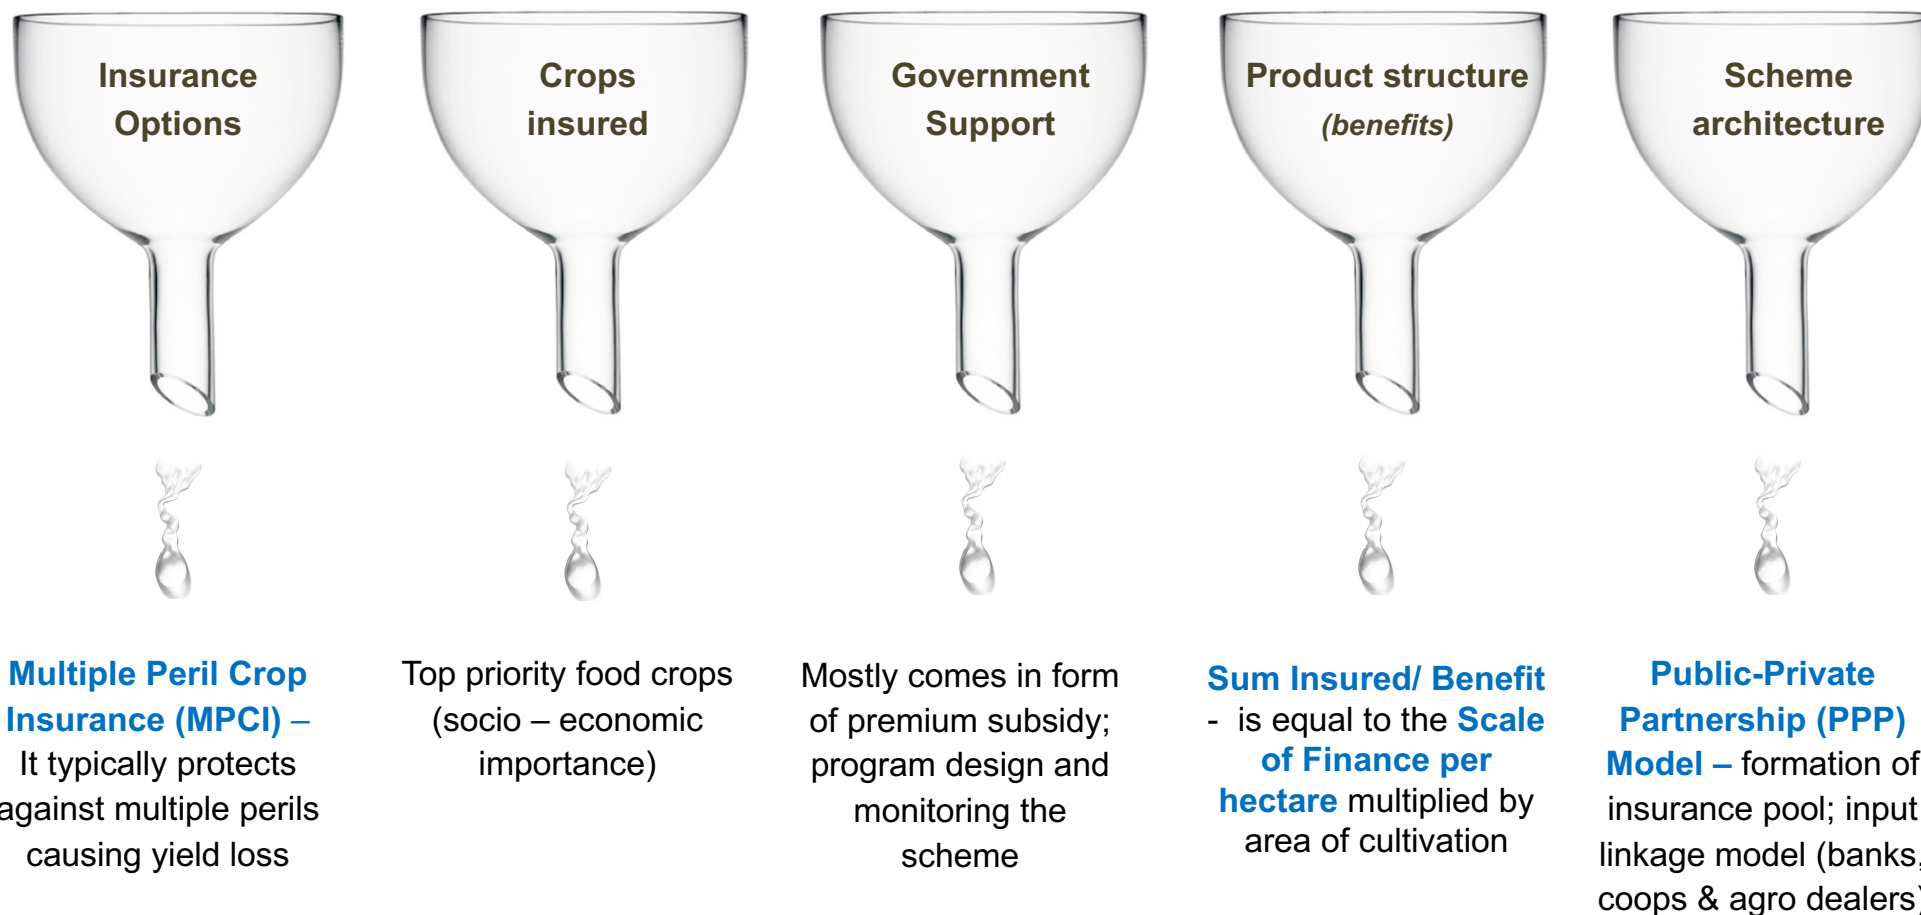 Insurance
Options
Crops
insured
Government
Support
Product structure
(benefits)
Scheme
architecture
Multiple Peril Crop
Insurance (MPCI) –
It typically protects
against multiple perils
causing yield loss
Top priority food crops
(socio – economic
importance)
Mostly comes in form
of premium subsidy;
program design and
monitoring the
scheme
Sum Insured/ Benefit
- is equal to the Scale
of Finance per
hectare multiplied by
area of cultivation
Public-Private
Partnership (PPP)
Model – formation of
insurance pool; input
linkage model (banks,
coops & agro dealers)